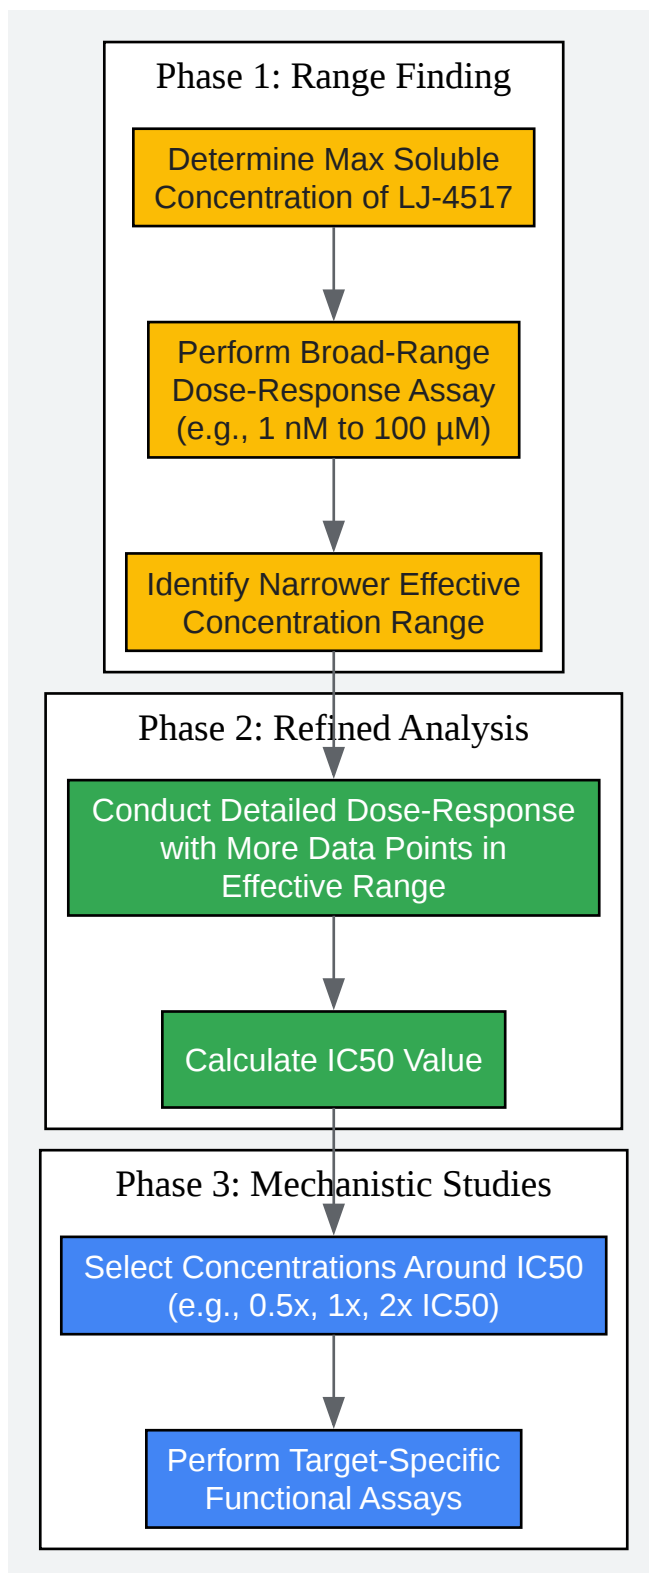 Phase 1: Range Finding
Determine Max Soluble
Concentration of LJ-4517
Perform Broad-Range
Dose-Response Assay
(e.g., 1 nM to 100 µM)
Identify Narrower Effective
Concentration Range
Phase 2: Refined Analysis
Conduct Detailed Dose-Response
with More Data Points in
Effective Range
Calculate IC50 Value
Phase 3: Mechanistic Studies
Select Concentrations Around IC50
(e.g., 0.5x, 1x, 2x IC50)
Perform Target-Specific
Functional Assays